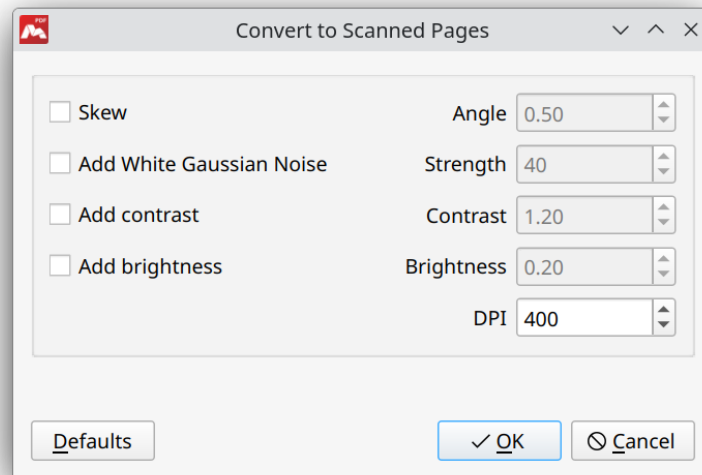 PDF
Convert to Scanned Pages
Skew Angle 0.50
Add White Gaussian Noise Strength 40
Add contrast Contrast 1.20
Add brightness Brightness 0.20
DPI 400
Defaults OK Cancel